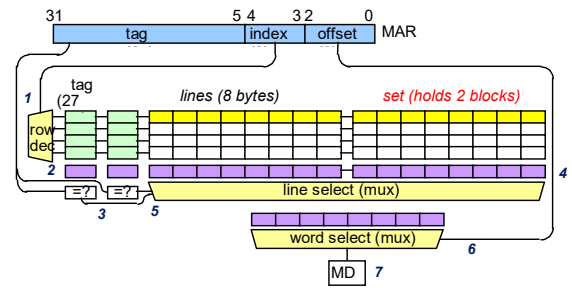 31 5 4 3 2 0
tag index offset MAR
tag
(27
lines (8 bytes) set (holds 2 blocks)
1
row
dec
2
4
=? =? line select (mux)
3 5
word select (mux)
6
MD 7